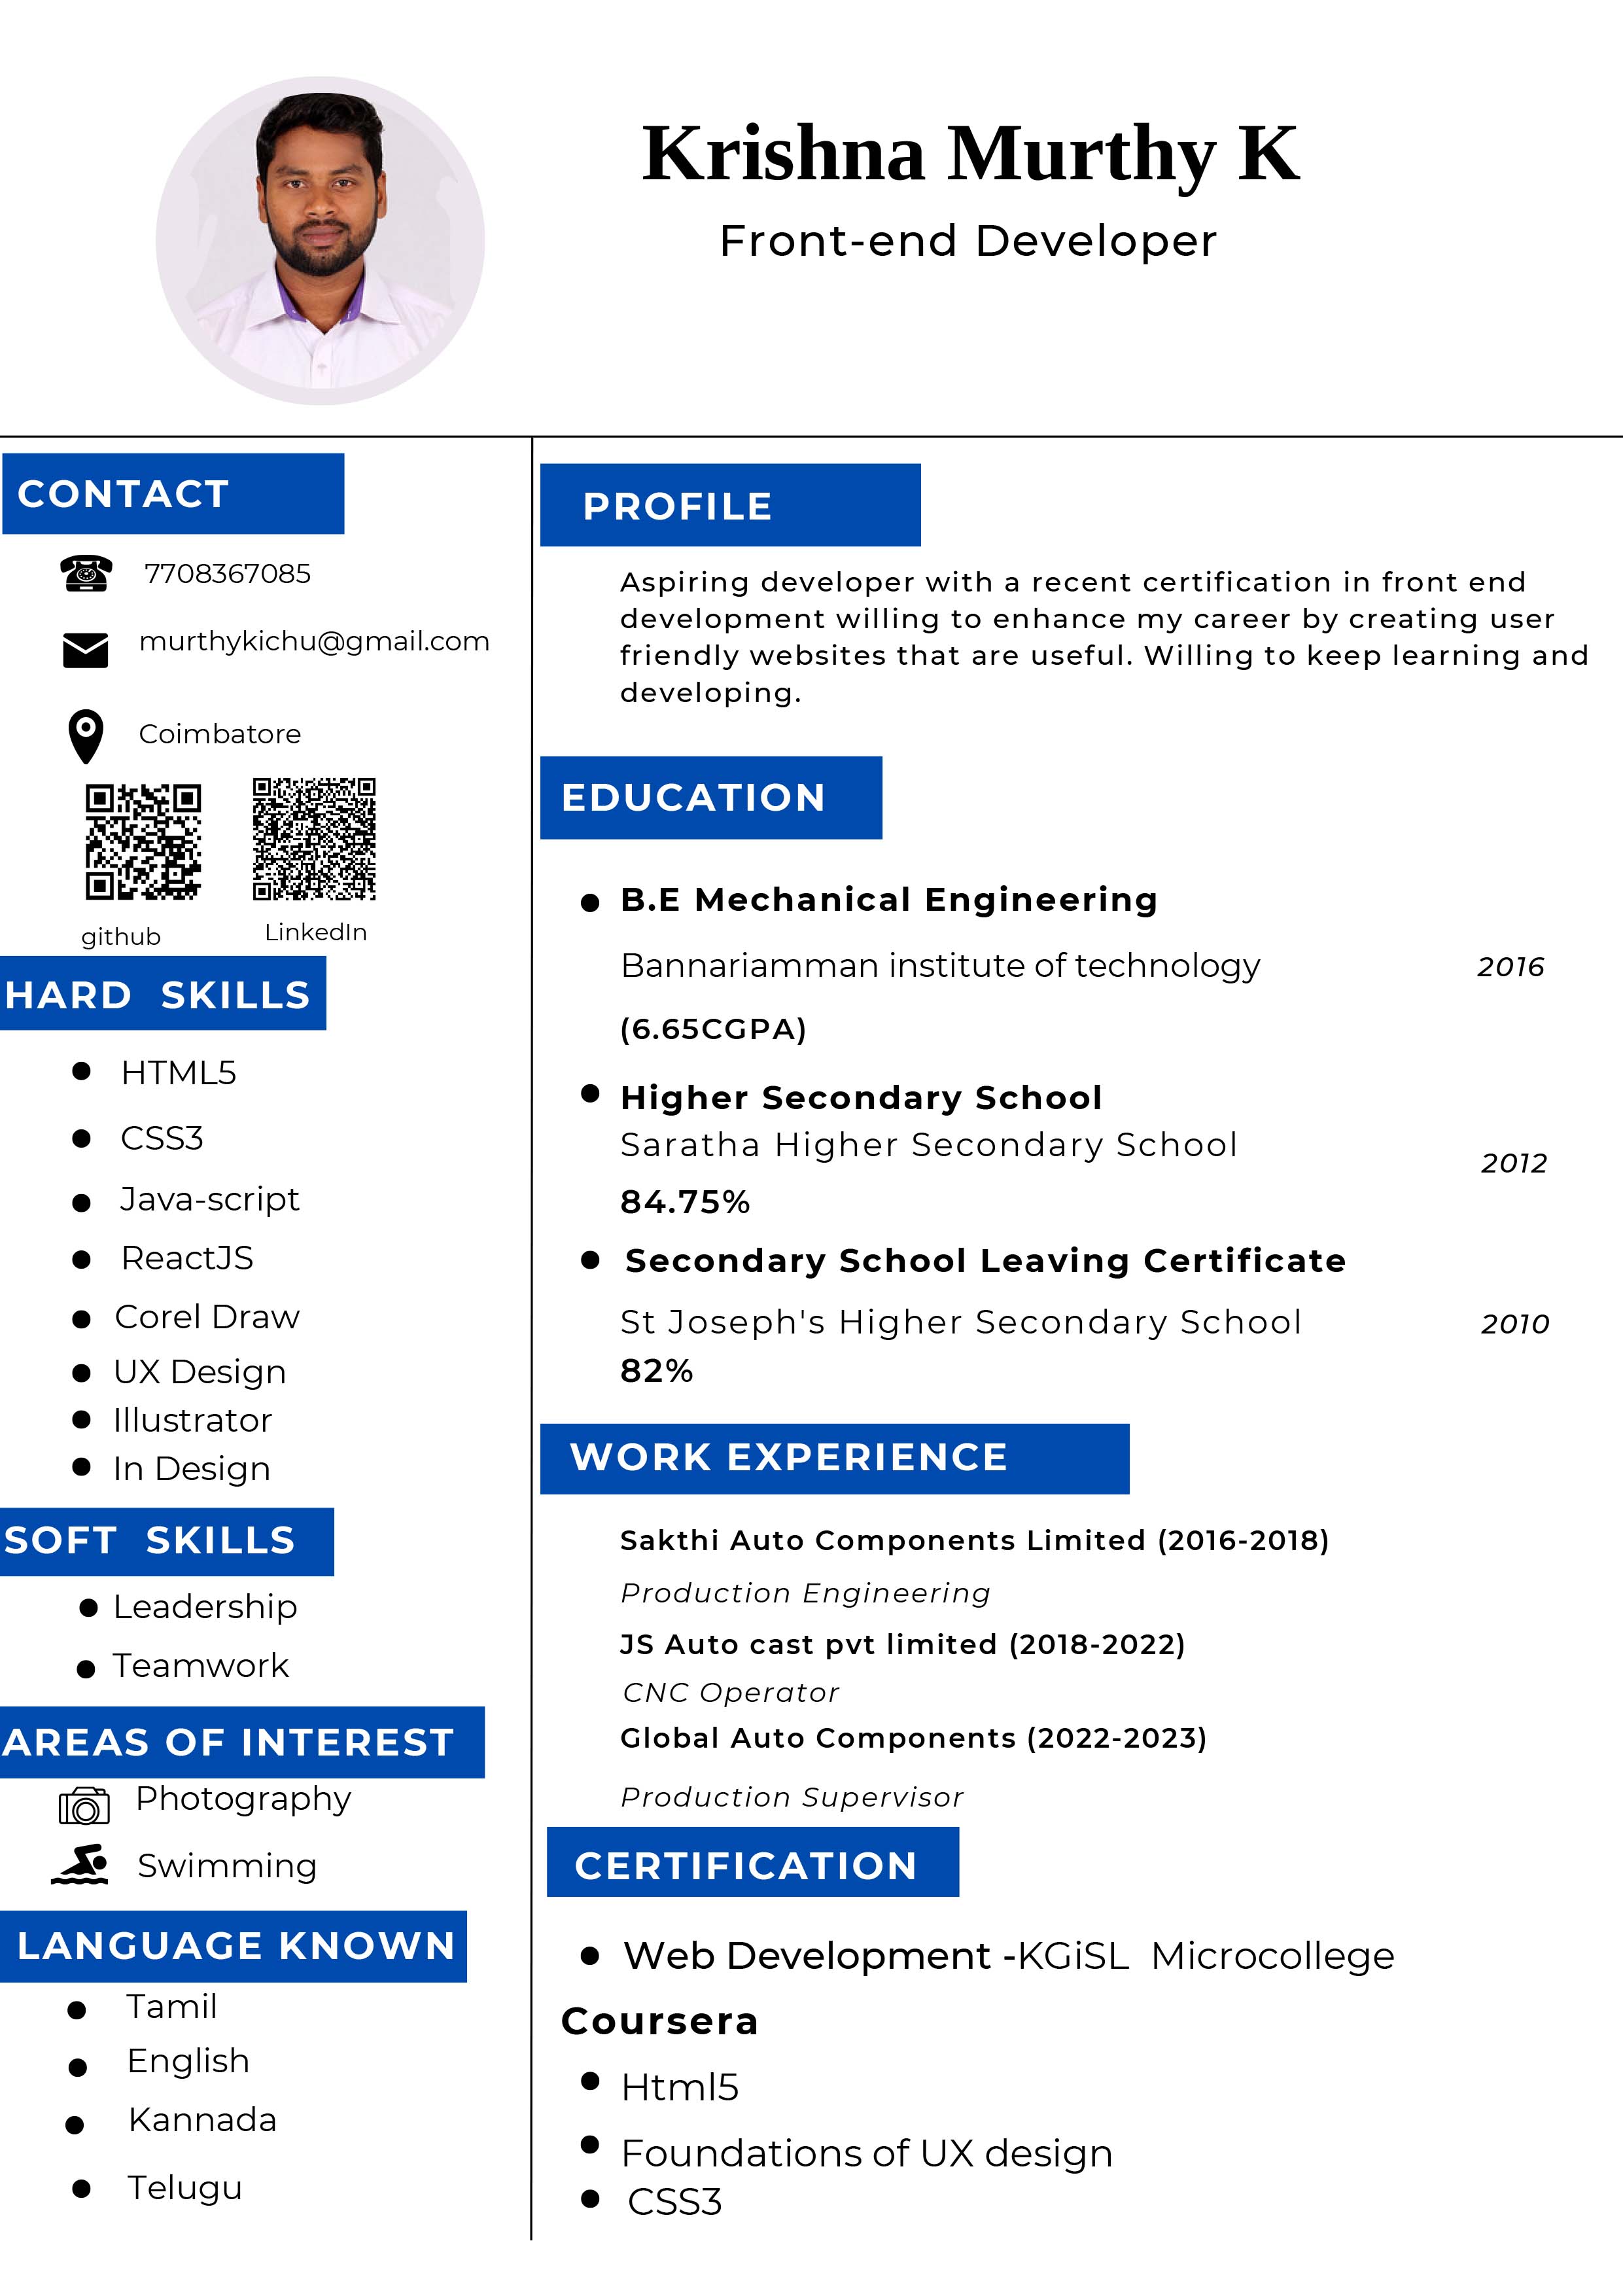 Krishna Murthy K
Front-end Developer
CONTACT
7708367085
murthykichu@gmail.com
Coimbatore
github
LinkedIn
HARD SKILLS
HTML5
CSS3
Java-script
ReactJS
Corel Draw
UX Design
Illustrator
In Design
SOFT SKILLS
Leadership
Teamwork
AREAS OF INTEREST
Photography
Swimming
LANGUAGE KNOWN
Tamil
English
Kannada
Telugu
PROFILE
Aspiring developer with a recent certification in front end
development willing to enhance my career by creating user
friendly websites that are useful. Willing to keep learning and
developing.
EDUCATION
B.E Mechanical Engineering
Bannariamman institute of technology 2016
(6.65CGPA)
Higher Secondary School
Saratha Higher Secondary School
2012
84.75%
Secondary School Leaving Certificate
St Joseph's Higher Secondary School 2010
82%
WORK EXPERIENCE
Sakthi Auto Components Limited (2016-2018)
Production Engineering
JS Auto cast pvt limited (2018-2022)
CNC Operator
Global Auto Components (2022-2023)
Production Supervisor
CERTIFICATION
Web Development -KGiSL Microcollege
Coursera
Html5
Foundations of UX design
CSS3